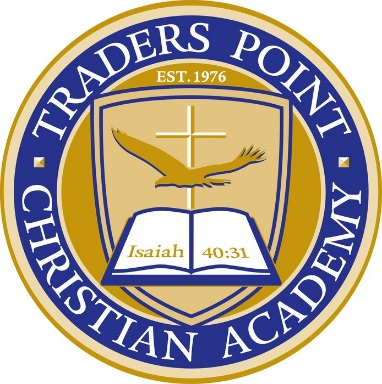 TRADERS POINT
EST. 1976
Isaiah 40:31
CHRISTIAN ACADEMY